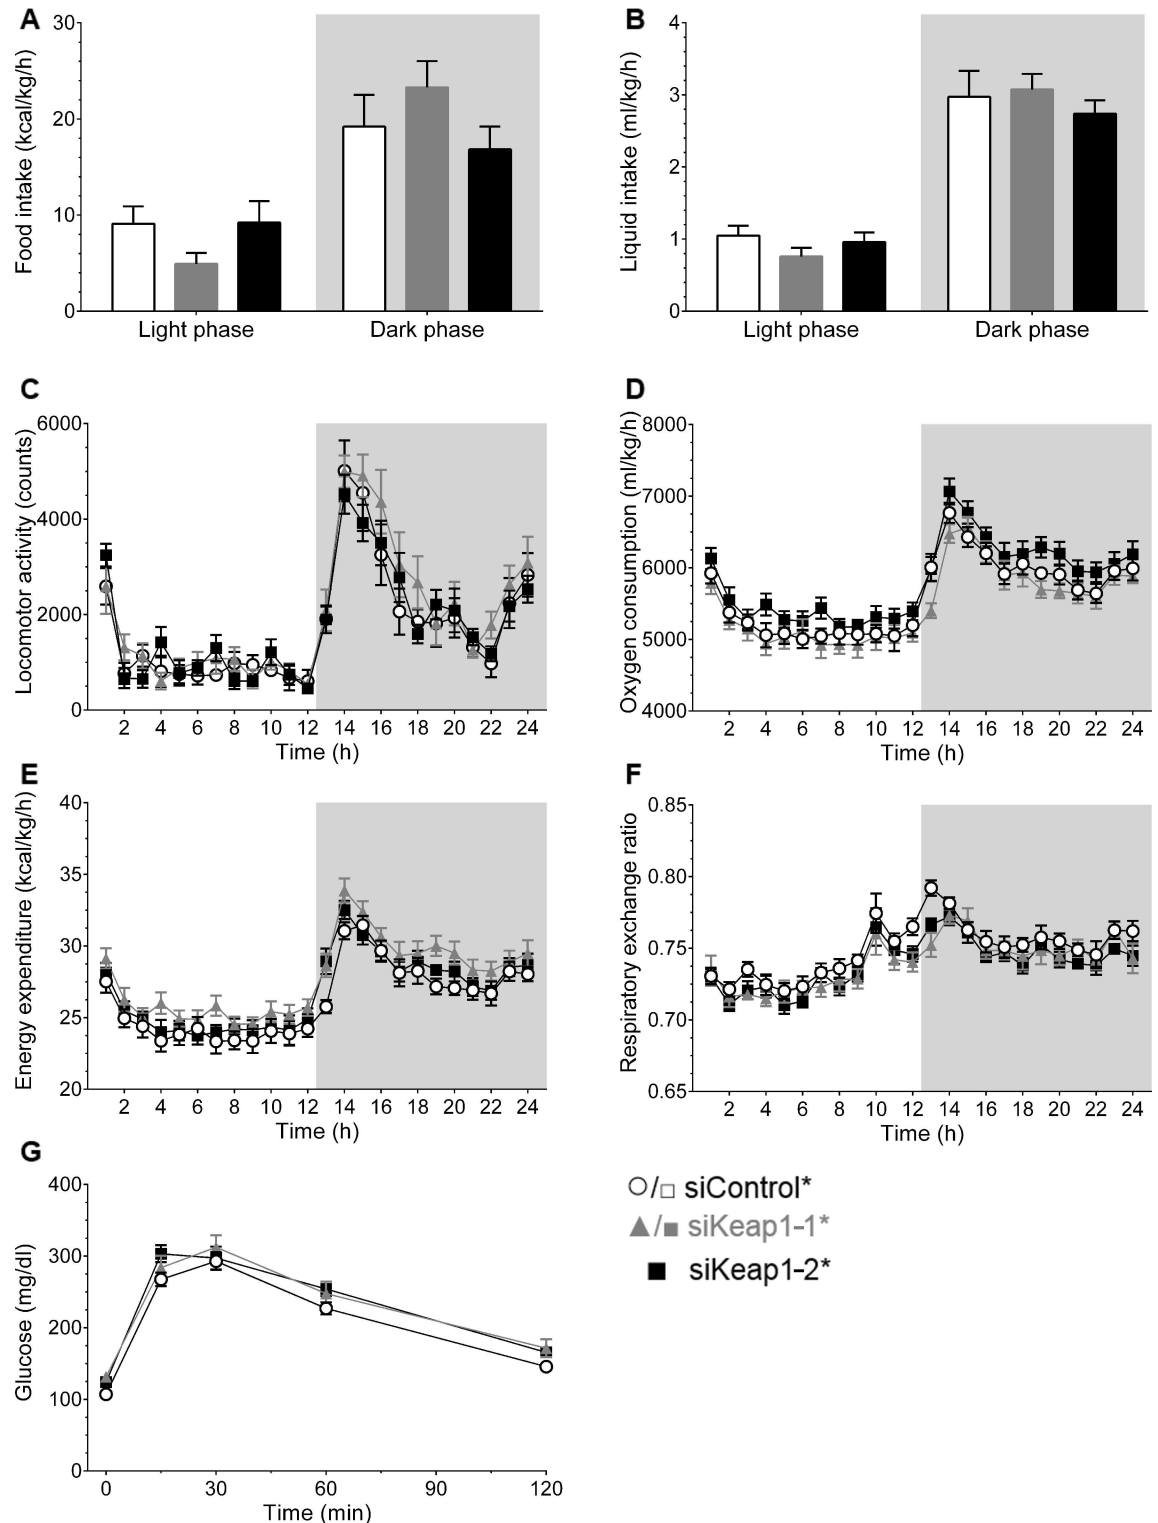 A
Food intake (kcal/kg/h)
30
20
10
0
Light phase
Dark phase
B
Liquid intake (ml/kg/h)
4
3
2
1
0
Light phase
Dark phase
C
Locomotor activity (counts)
6000
4000
2000
0
2 4 6 8 10 12 14 16 18 20 22 24
Time (h)
D
Oxygen consumption (ml/kg/h)
8000
7000
6000
5000
4000
2 4 6 8 10 12 14 16 18 20 22 24
Time (h)
E
Energy expenditure (kcal/kg/h)
40
35
30
25
20
2 4 6 8 10 12 14 16 18 20 22 24
Time (h)
F
Respiratory exchange ratio
0.85
0.80
0.75
0.70
0.65
2 4 6 8 10 12 14 16 18 20 22 24
Time (h)
G
Glucose (mg/dl)
400
300
200
100
0
0 30 60 90 120
Time (min)
○/□ siControl*
▲/■ siKeap1-1*
■ siKeap1-2*